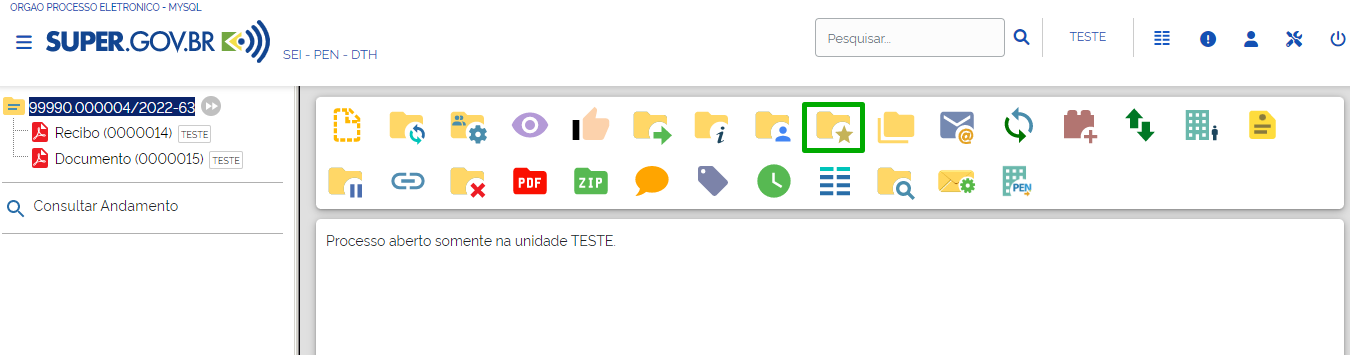 ORGAO PROCESSO ELETRONICO - MYSQL
SUPER.GOV.BR
SEI - PEN - DTH
Pesquisar...
TESTE
99990.000004/2022-63
Recibo (0000014) TESTE
Documento (0000015) TESTE
Consultar Andamento
i
@
PDF
ZIP
PEN
Processo aberto somente na unidade TESTE.